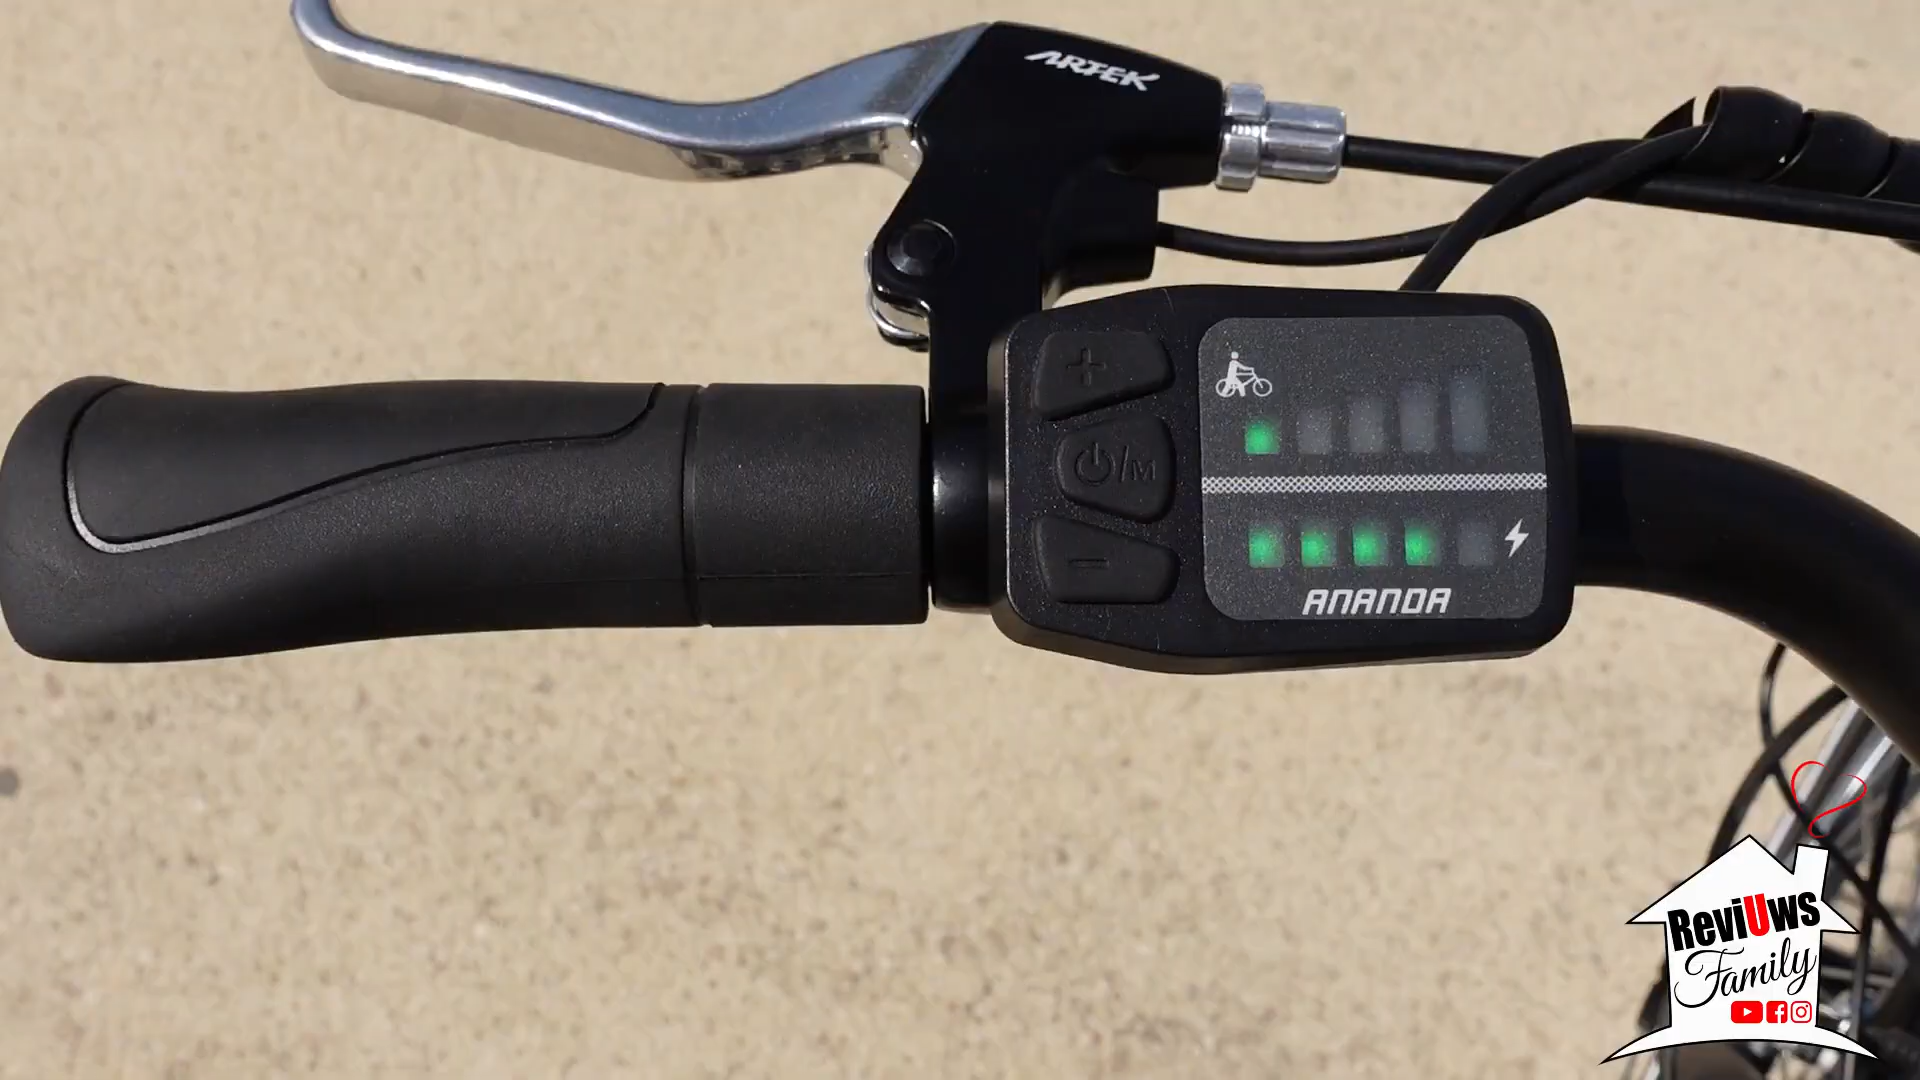 ARTEK
+
⏻/M
−
ANANDA
ReviUws
Family